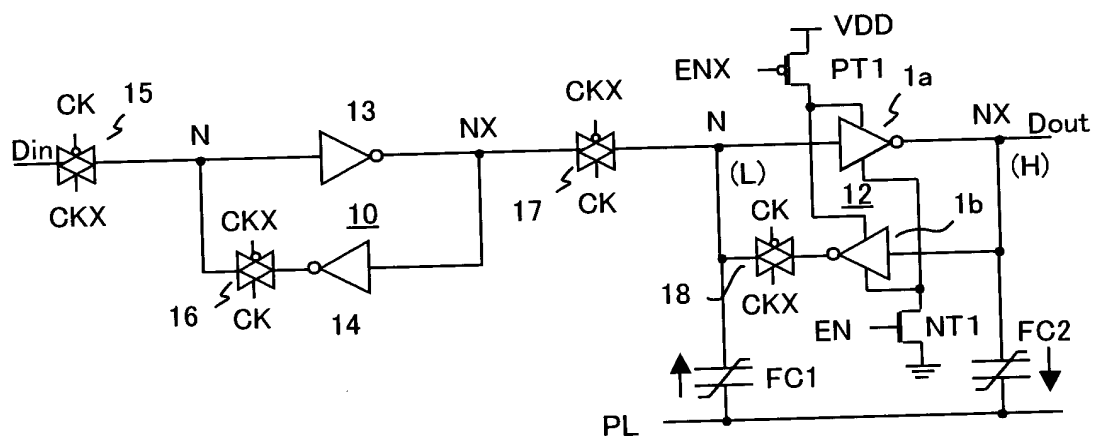 VDD
ENX
PT1
1a
CK
15
13
CKX
N
NX
N
NX
Din
Dout
(L)
(H)
CKX
17
CK
12
CKX
10
CK
1b
16
CK
14
18
CKX
EN
NT1
FC2
FC1
PL